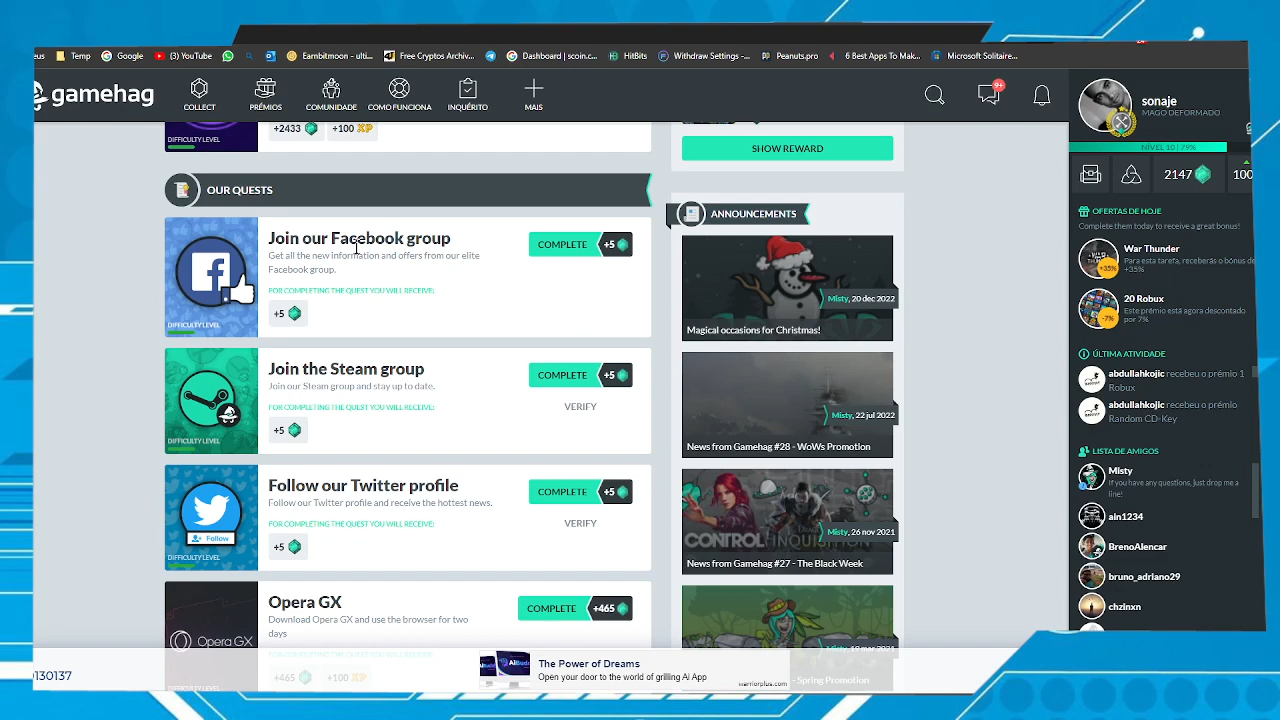 Temp
Google
(3) YouTube
Earnbitmoon - ulti...
Free Cryptos Archiv...
Dashboard | scoin.c...
HitBits
Withdraw Settings -...
Peanuts.pro
6 Best Apps To Mak...
Microsoft Solitaire...
gamehag
COLLECT
PRÉMIOS
COMUNIDADE
COMO FUNCIONA
INQUÉRITO
MAIS
9+
sonaje
MAGO DEFORMADO
NÍVEL 10 | 79%
2147
100
DIFFICULTY LEVEL
+2433
+100 XP
SHOW REWARD
OUR QUESTS
Join our Facebook group
Get all the new information and offers from our elite
Facebook group.
FOR COMPLETING THE QUEST YOU WILL RECEIVE:
+5
COMPLETE
+5
DIFFICULTY LEVEL
Join the Steam group
Join our Steam group and stay up to date.
FOR COMPLETING THE QUEST YOU WILL RECEIVE:
+5
COMPLETE
+5
VERIFY
DIFFICULTY LEVEL
Follow our Twitter profile
Follow our Twitter profile and receive the hottest news.
FOR COMPLETING THE QUEST YOU WILL RECEIVE:
+5
COMPLETE
+5
VERIFY
Follow
DIFFICULTY LEVEL
Opera GX
Download Opera GX and use the browser for two
days
COMPLETE
+465
Opera GX
+465
+100 XP
ANNOUNCEMENTS
Misty, 20 dec 2022
Magical occasions for Christmas!
Misty, 22 jul 2022
News from Gamehag #28 - WoWs Promotion
CONTROL
INQUISITION
Misty, 26 nov 2021
News from Gamehag #27 - The Black Week
- Spring Promotion
OFERTAS DE HOJE
Complete today to receive a great bonus!
War Thunder
Para esta tarefa, receberás o bónus de
+35%
+35%
20 Robux
Este prémio está agora descontado
por 7%
-7%
ÚLTIMA ATIVIDADE
abdullahkojic recebeu o prémio 1
Robux
abdullahkojic recebeu o prémio
Random CD-Key
LISTA DE AMIGOS
Misty
If you have any questions, just drop me a
line!
ain1234
BrenoAlencar
bruno_adriano29
chzinxn
130137
AiBuds
The Power of Dreams
Open your door to the world of grilling Ai App
warriorplus.com